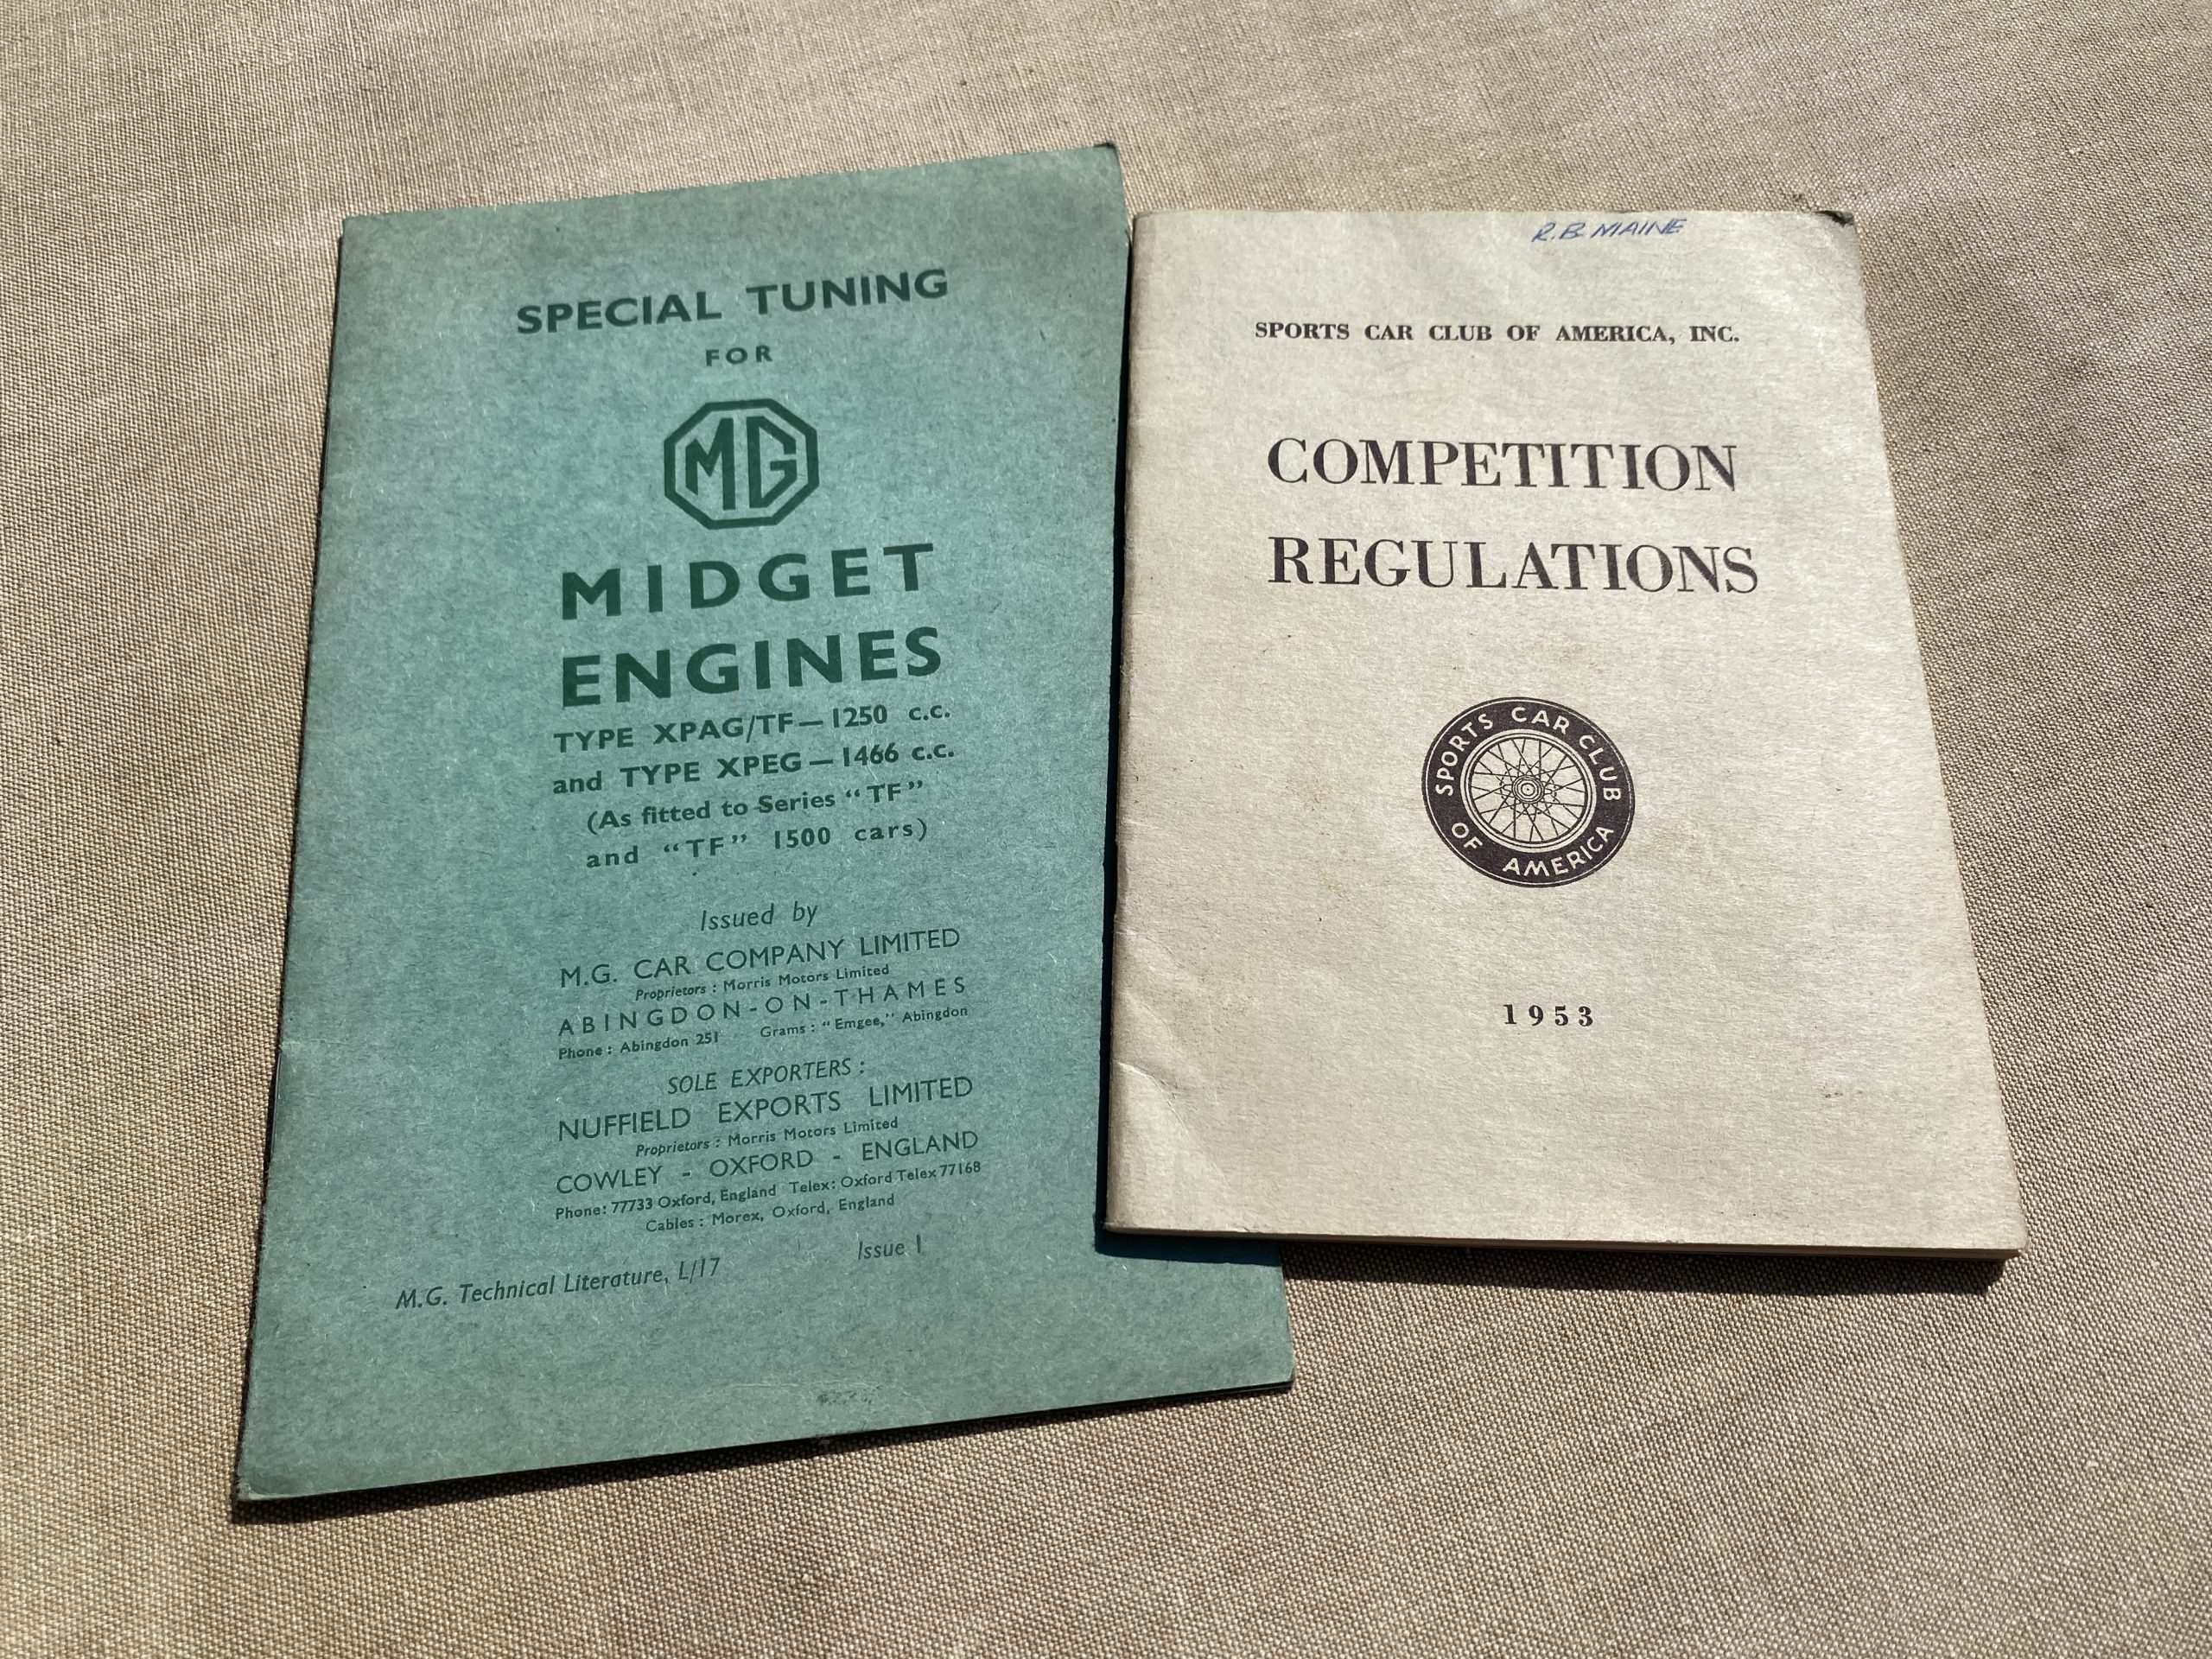 SPECIAL TUNING
FOR
MG
MIDGET
ENGINES
TYPE XPAG/TF—1250 c.c.
and TYPE XPEG—1466 c.c.
(As fitted to Series “TF”
and “TF” 1500 cars)
Issued by
M.G. CAR COMPANY LIMITED
Proprietors : Morris Motors Limited
ABINGDON-ON-THAMES
Phone : Abingdon 251 Grams : “Emgee,” Abingdon
SOLE EXPORTERS :
NUFFIELD EXPORTS LIMITED
Proprietors : Morris Motors Limited
COWLEY - OXFORD - ENGLAND
Phone: 77733 Oxford, England Telex: Oxford Telex 77168
Cables : Morex, Oxford, England
M.G. Technical Literature, L/17 Issue 1
R.B. MAINE
SPORTS CAR CLUB OF AMERICA, INC.
COMPETITION
REGULATIONS
SPORTS CAR CLUB
OF AMERICA
1953